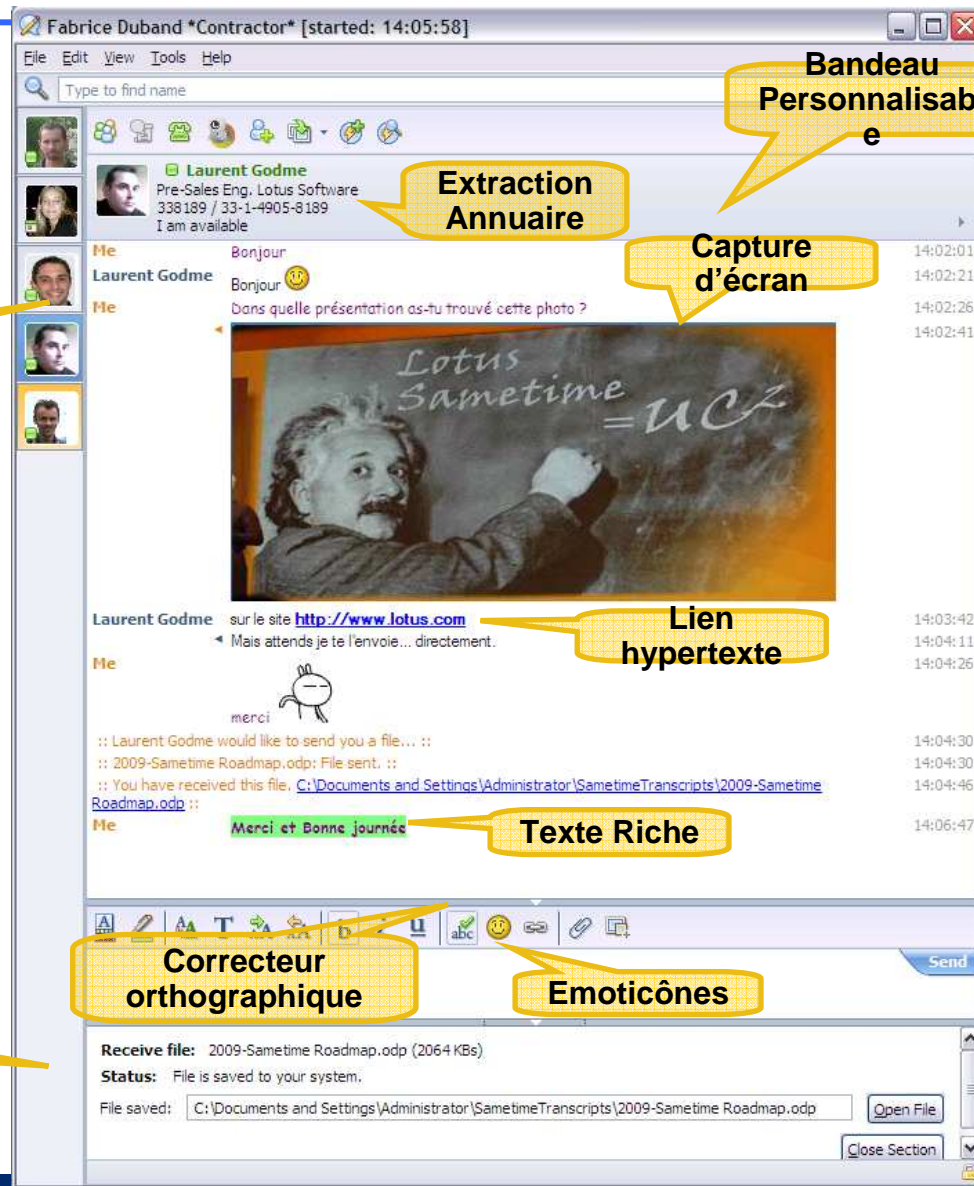 Fabrice Duband *Contractor* [started: 14:05:58]
File Edit View Tools Help
Type to find name
Bandeau
Personnalisab
e
Laurent Godme
Pre-Sales Eng. Lotus Software
338189 / 33-1-4905-8189
I am available
Extraction
Annuaire
Capture
d'écran
Me Bonjour 14:02:01
Laurent Godme Bonjour 14:02:21
Me Dans quelle présentation as-tu trouvé cette photo ? 14:02:26
14:02:41
Lotus
Sametime
=UC²
Laurent Godme sur le site http://www.lotus.com 14:03:42
Lien
hypertexte
Mais attends je te l'envoie... directement. 14:04:11
Me 14:04:26
merci
:: Laurent Godme would like to send you a file... :: 14:04:30
:: 2009-Sametime Roadmap.odp: File sent. :: 14:04:30
:: You have received this file. C:\Documents and Settings\Administrator\SametimeTranscripts\2009-Sametime 14:04:46
Roadmap.odp ::
Me Merci et Bonne journée 14:06:47
Texte Riche
A T A b i u abc
Correcteur
orthographique
Emoticônes
Send
Receive file: 2009-Sametime Roadmap.odp (2064 KBs)
Status: File is saved to your system.
File saved: C:\Documents and Settings\Administrator\SametimeTranscripts\2009-Sametime Roadmap.odp Open File
Close Section